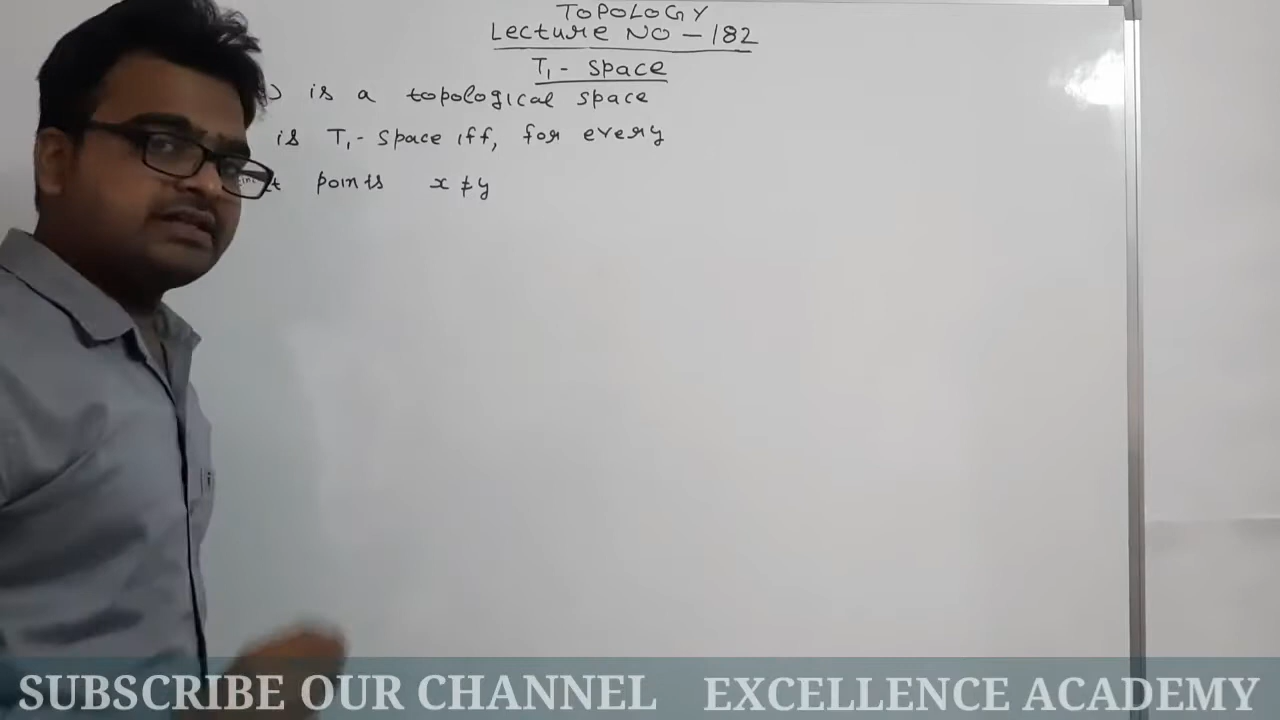 TOPOLOGY
Lecture NO - 182
T₁ - Space
) is a topological space
is T₁ - Space iff, for every
points x ≠ y
SUBSCRIBE OUR CHANNEL EXCELLENCE ACADEMY